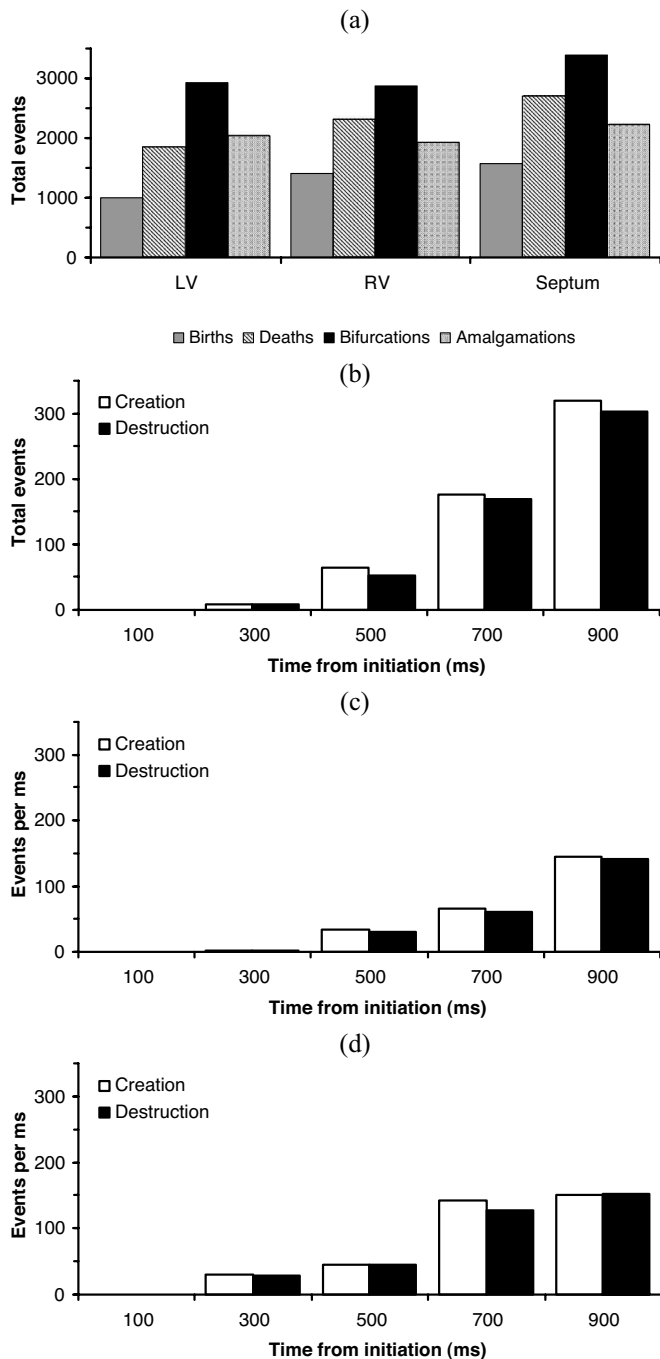 (a)
Total events
3000
2000
1000
0
LV RV Septum
Births Deaths Bifurcations Amalgamations
(b)
Creation
Destruction
Total events
300
200
100
0
100 300 500 700 900
Time from initiation (ms)
(c)
Creation
Destruction
Events per ms
300
200
100
0
100 300 500 700 900
Time from initiation (ms)
(d)
Creation
Destruction
Events per ms
300
200
100
0
100 300 500 700 900
Time from initiation (ms)